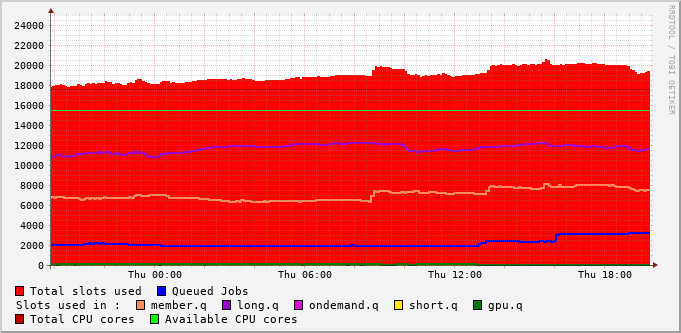 24000
22000
20000
18000
16000
14000
12000
10000
8000
6000
4000
2000
0
Thu 00:00 Thu 06:00 Thu 12:00 Thu 18:00
RRDTOOL / TOBI OETIKER
Total slots used Queued Jobs
Slots used in : member.q long.q ondemand.q short.q gpu.q
Total CPU cores Available CPU cores